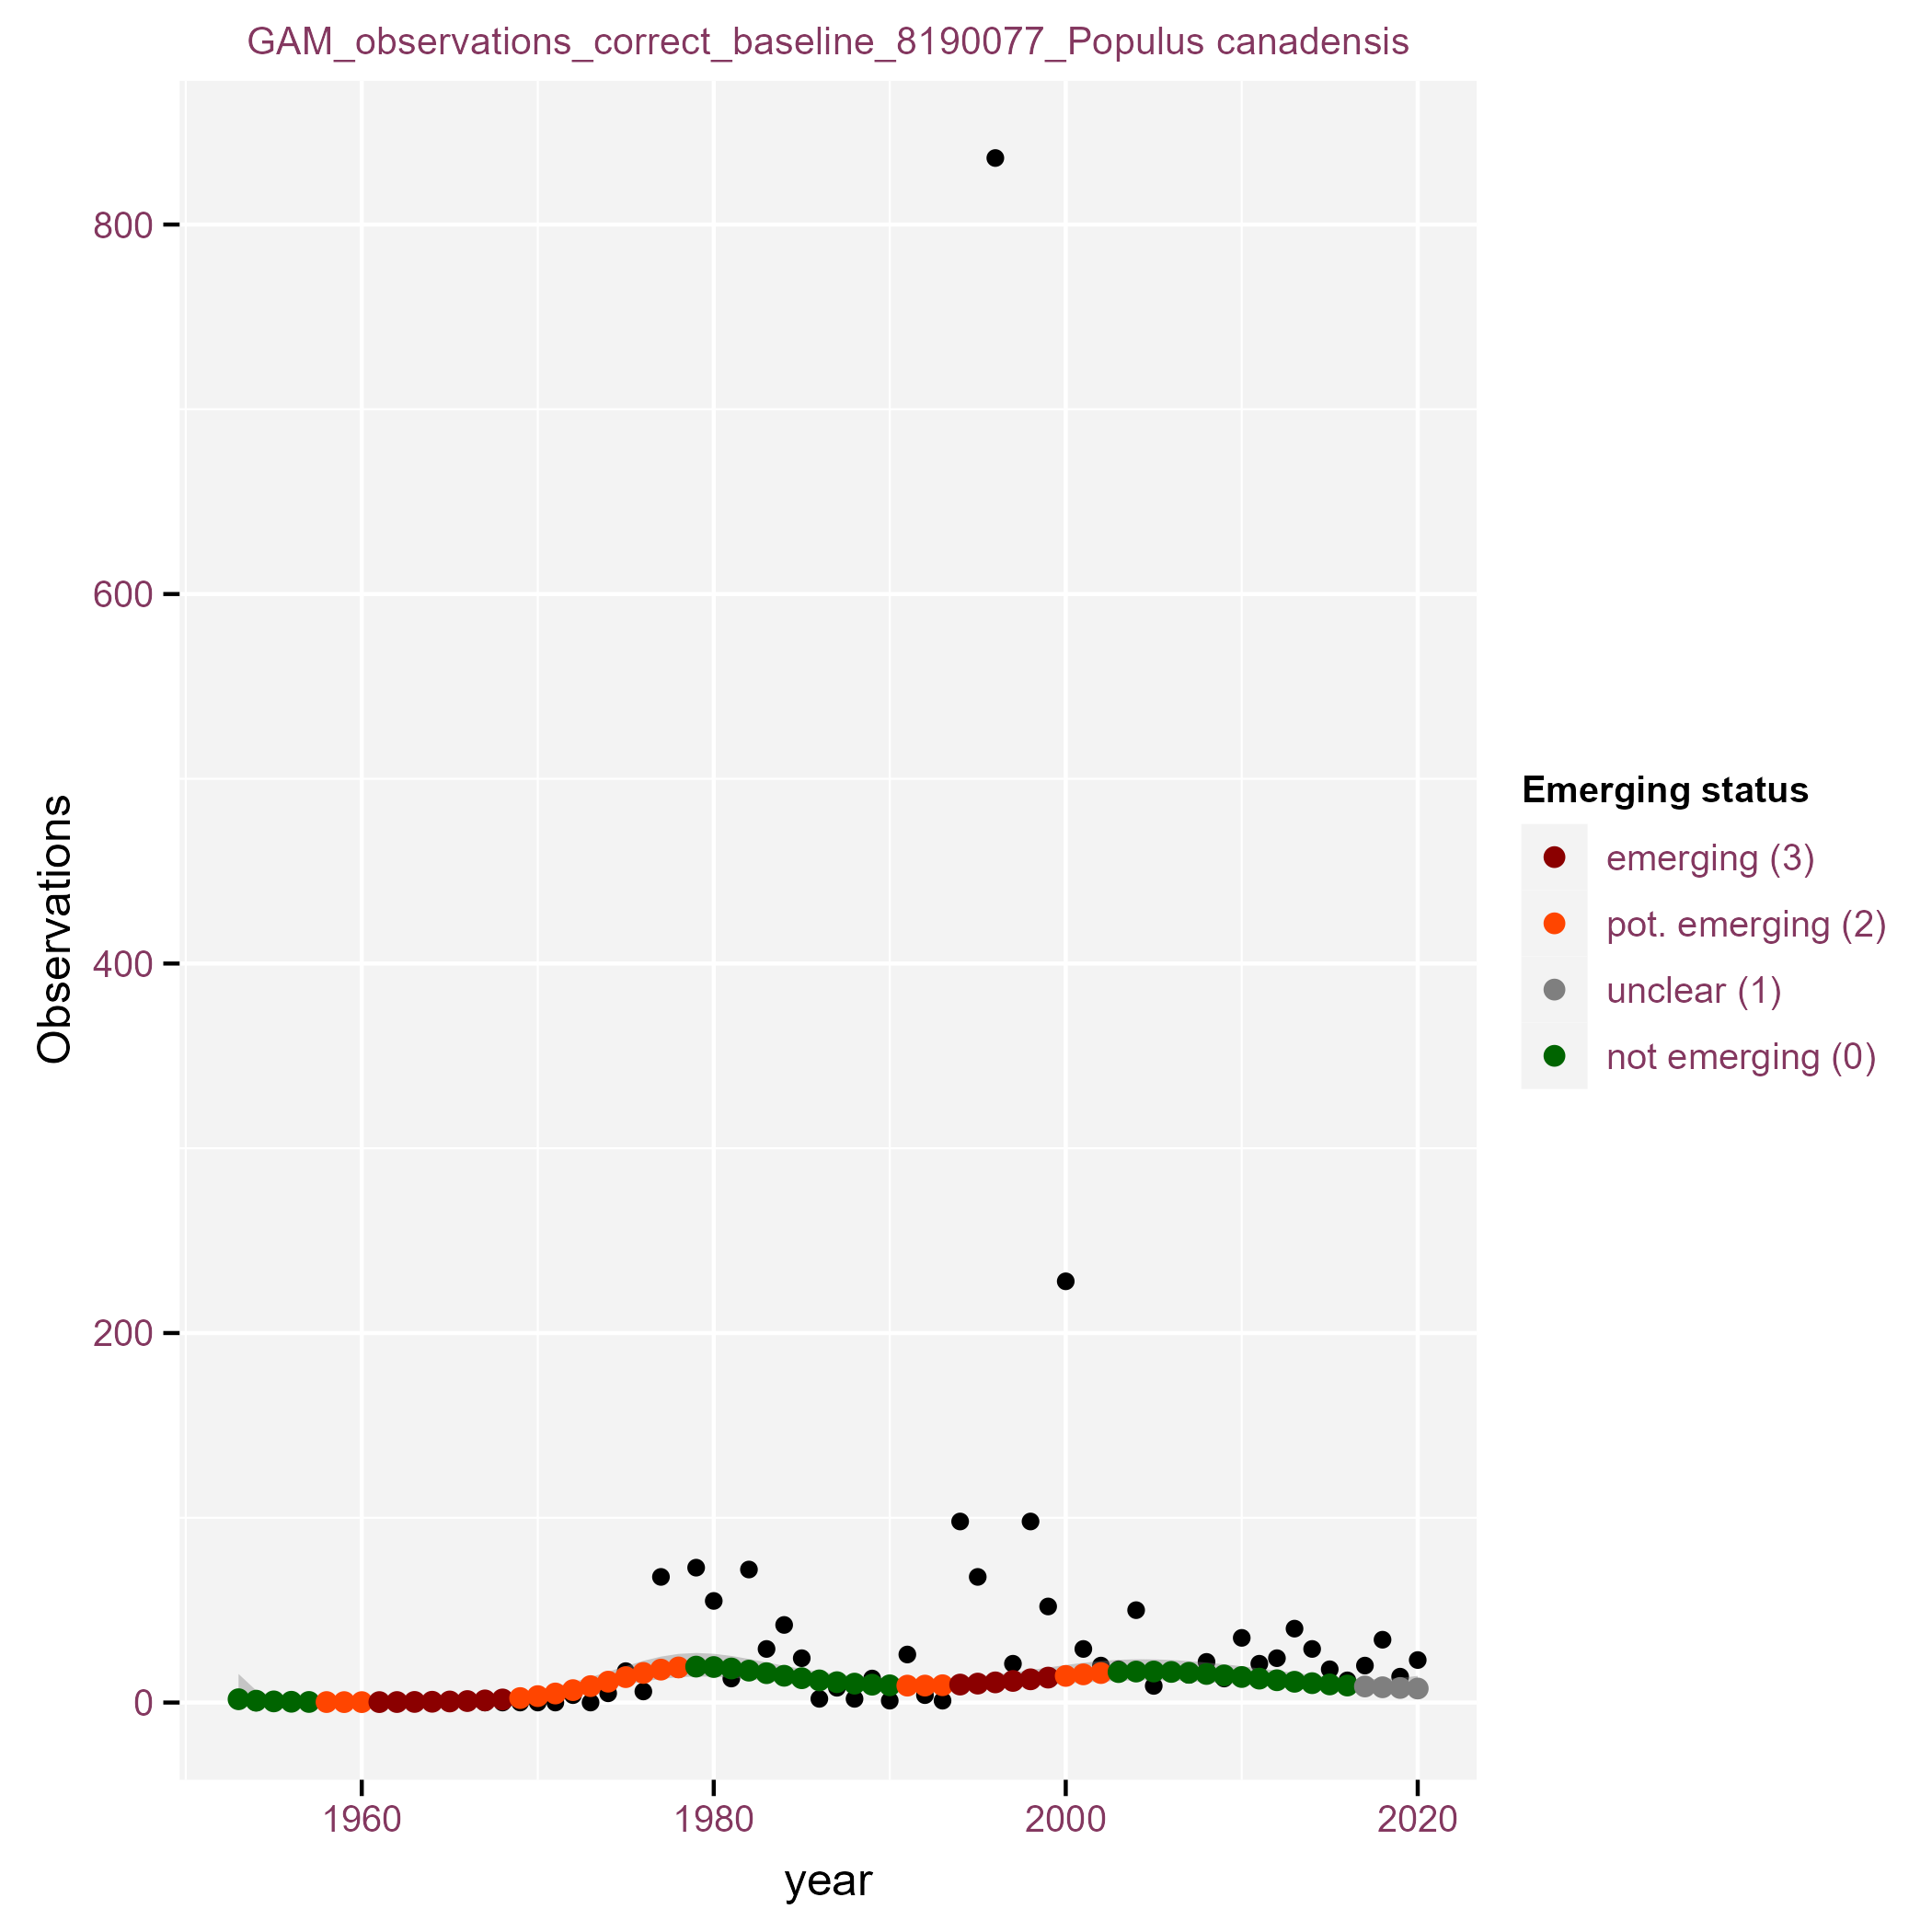 GAM_observations_correct_baseline_8190077_Populus canadensis
800
600
400
200
0
Observations
1960
1980
2000
2020
year
Emerging status
emerging (3)
pot. emerging (2)
unclear (1)
not emerging (0)